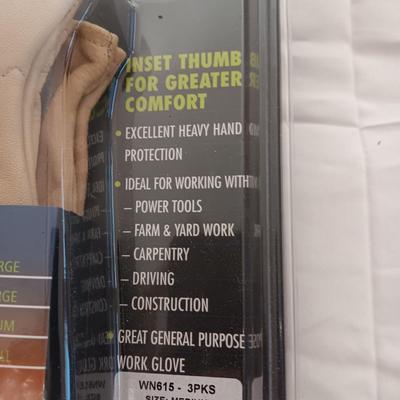 INSET THUMB
FOR GREATER
COMFORT
• EXCELLENT HEAVY HAND
PROTECTION
• IDEAL FOR WORKING WITH
– POWER TOOLS
– FARM & YARD WORK
– CARPENTRY
– DRIVING
– CONSTRUCTION
• GREAT GENERAL PURPOSE
WORK GLOVE
WN615 - 3PKS